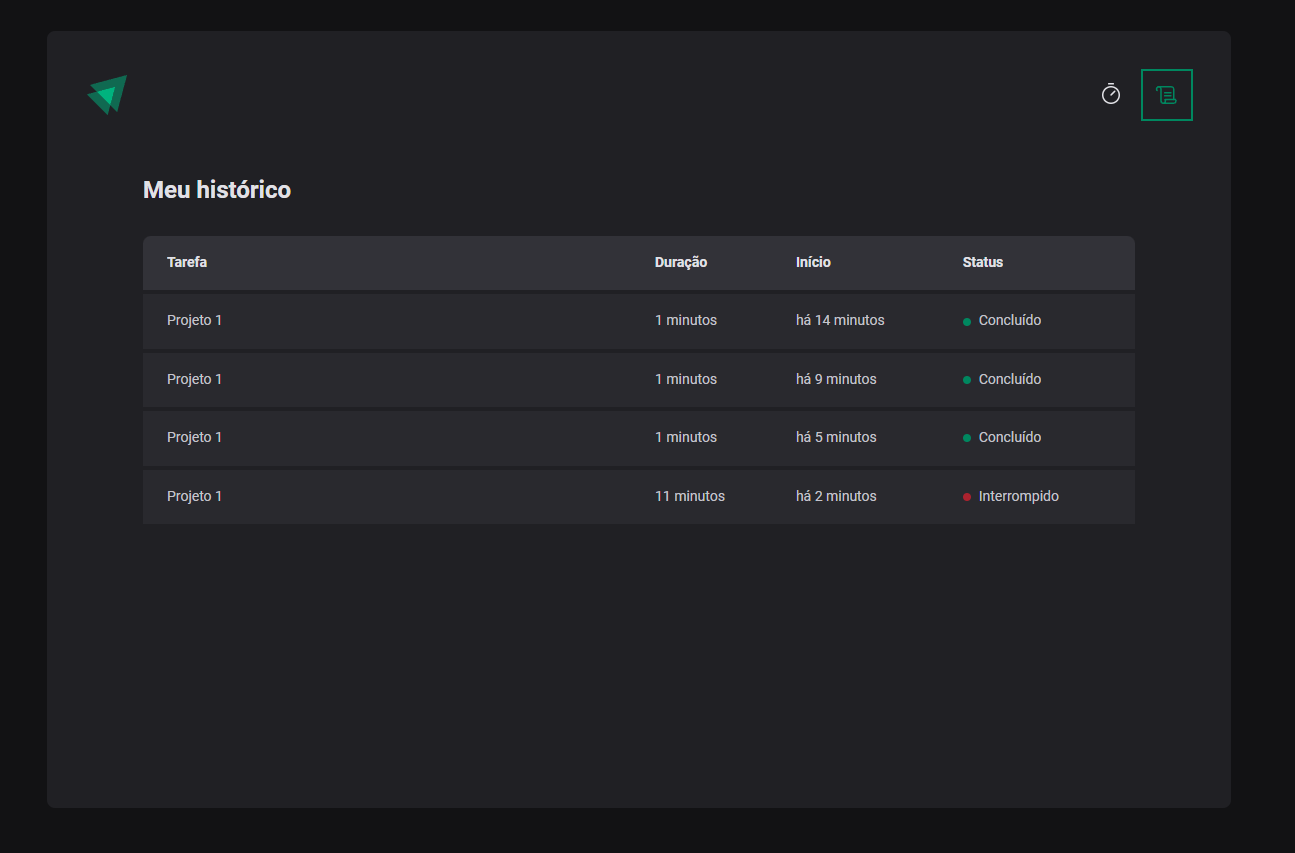 Meu histórico
Tarefa Duração Início Status
Projeto 1 1 minutos há 14 minutos Concluído
Projeto 1 1 minutos há 9 minutos Concluído
Projeto 1 1 minutos há 5 minutos Concluído
Projeto 1 11 minutos há 2 minutos Interrompido